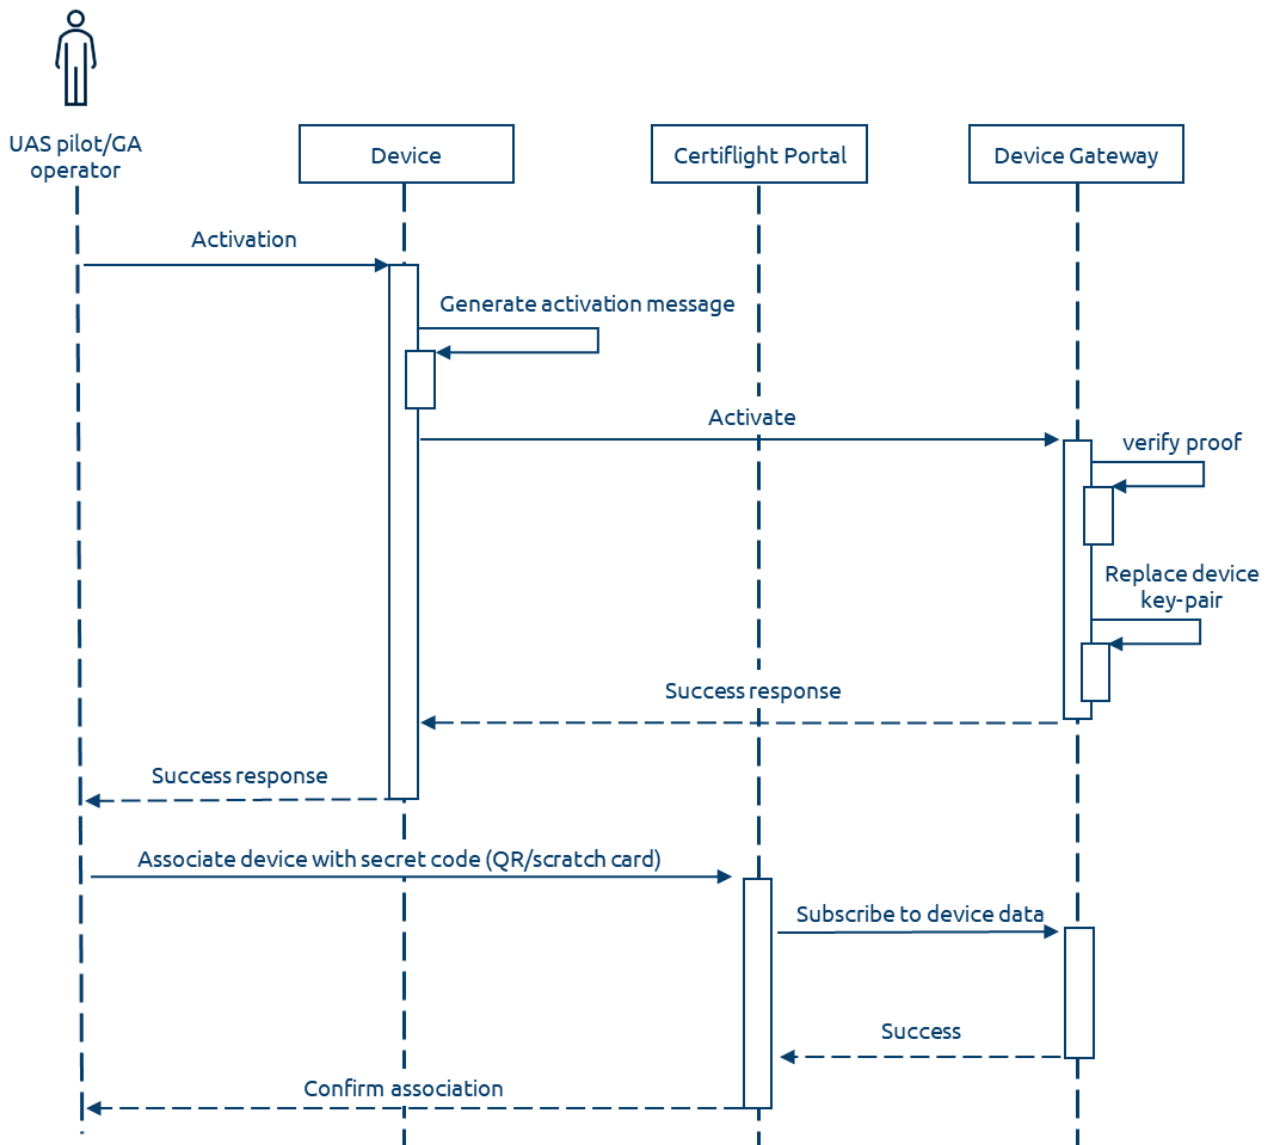 UAS pilot/GA
operator
Device
Certiflight Portal
Device Gateway
Activation
Generate activation message
Activate
verify proof
Replace device
key-pair
Success response
Success response
Associate device with secret code (QR/scratch card)
Subscribe to device data
Success
Confirm association